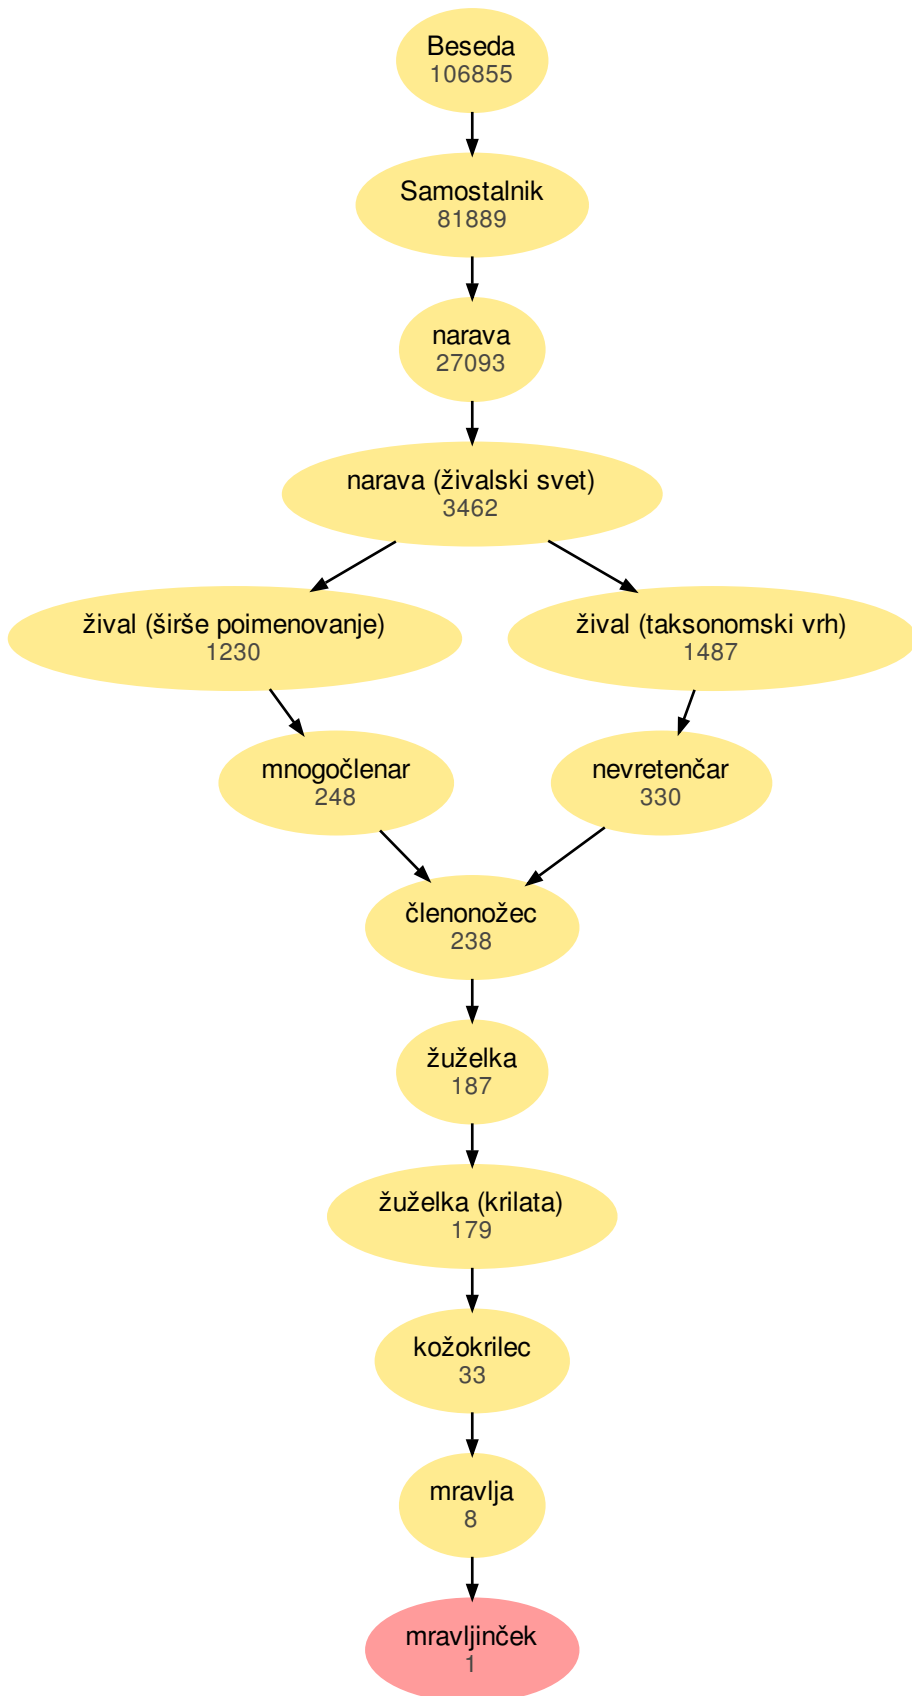 Beseda
106855
Samostalnik
81889
narava
27093
narava (živalski svet)
3462
žival (širše poimenovanje)
1230
žival (taksonomski vrh)
1487
mnogočlenar
248
nevretenčar
330
členonožec
238
žuželka
187
žuželka (krilata)
179
kožokrilec
33
mravlja
8
mravljinček
1